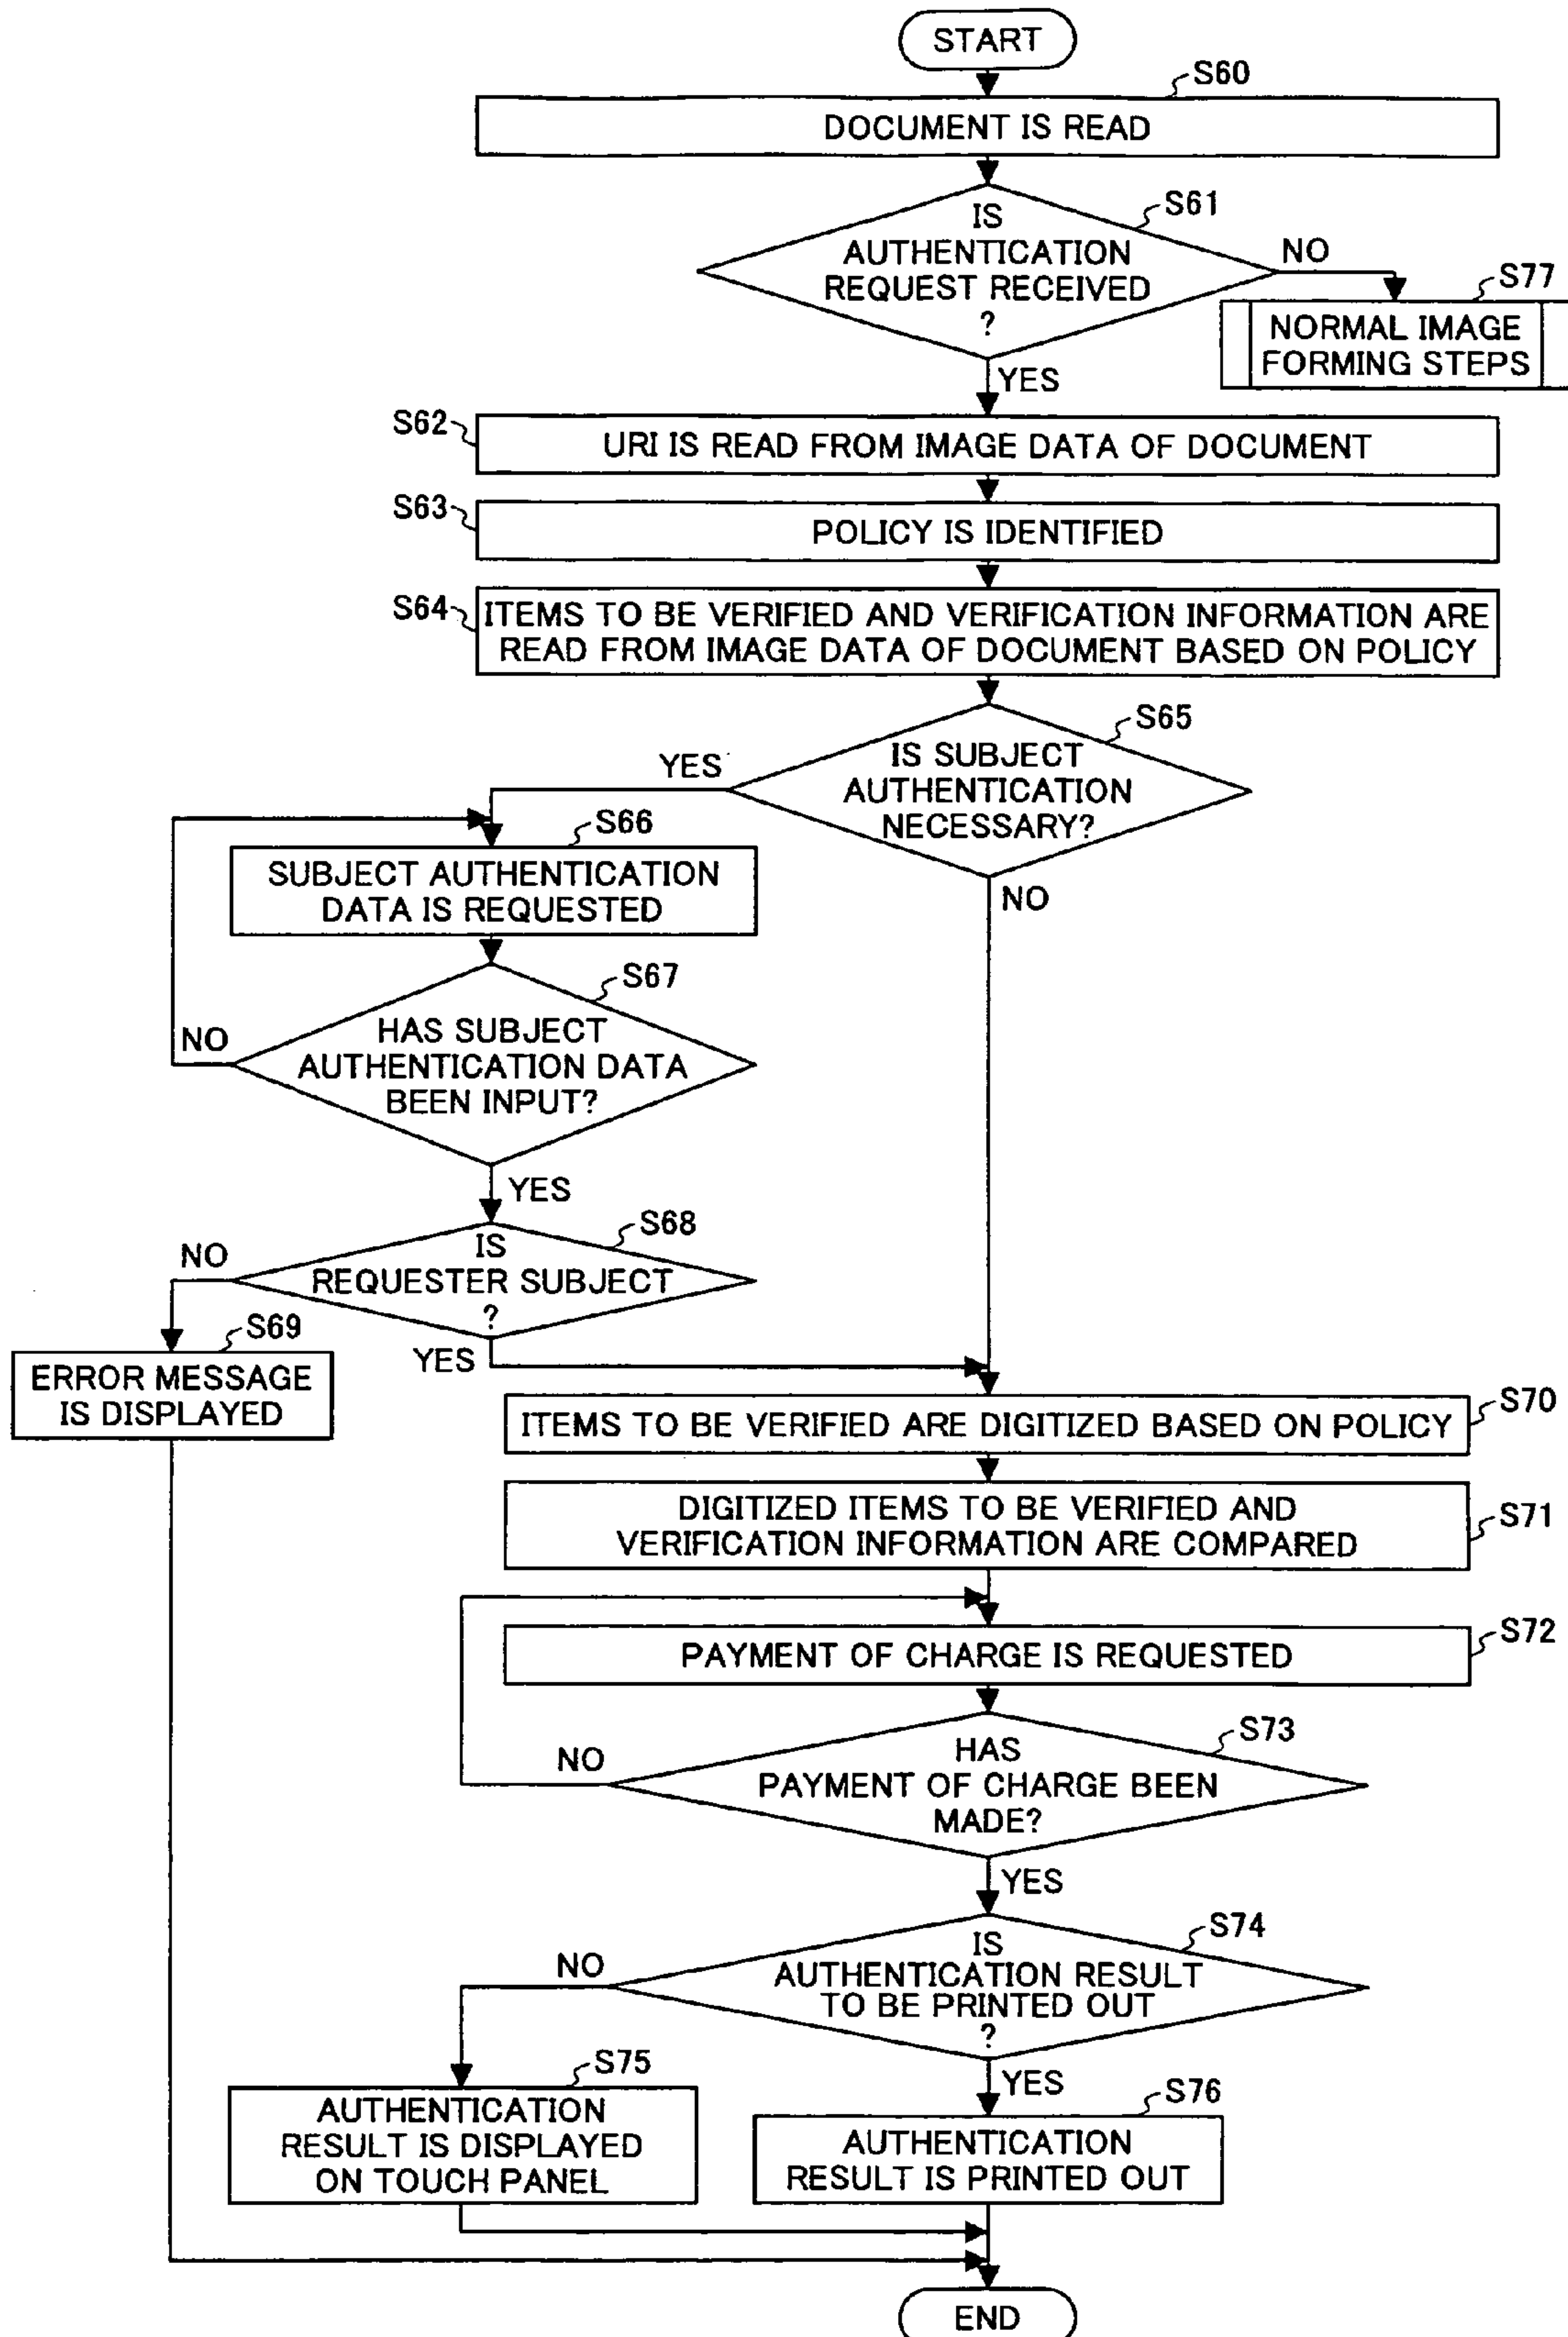 START
S60
DOCUMENT IS READ
S61
IS
AUTHENTICATION
REQUEST RECEIVED
?
NO
S77
NORMAL IMAGE
FORMING STEPS
YES
S62
URI IS READ FROM IMAGE DATA OF DOCUMENT
S63
POLICY IS IDENTIFIED
S64
ITEMS TO BE VERIFIED AND VERIFICATION INFORMATION ARE
READ FROM IMAGE DATA OF DOCUMENT BASED ON POLICY
S65
IS SUBJECT
AUTHENTICATION
NECESSARY?
YES
NO
S66
SUBJECT AUTHENTICATION
DATA IS REQUESTED
S67
HAS SUBJECT
AUTHENTICATION DATA
BEEN INPUT?
NO
YES
S68
IS
REQUESTER SUBJECT
?
NO
YES
S69
ERROR MESSAGE
IS DISPLAYED
S70
ITEMS TO BE VERIFIED ARE DIGITIZED BASED ON POLICY
S71
DIGITIZED ITEMS TO BE VERIFIED AND
VERIFICATION INFORMATION ARE COMPARED
S72
PAYMENT OF CHARGE IS REQUESTED
S73
HAS
PAYMENT OF CHARGE BEEN
MADE?
NO
YES
S74
IS
AUTHENTICATION RESULT
TO BE PRINTED OUT
?
NO
YES
S75
AUTHENTICATION
RESULT IS DISPLAYED
ON TOUCH PANEL
S76
AUTHENTICATION
RESULT IS PRINTED OUT
END